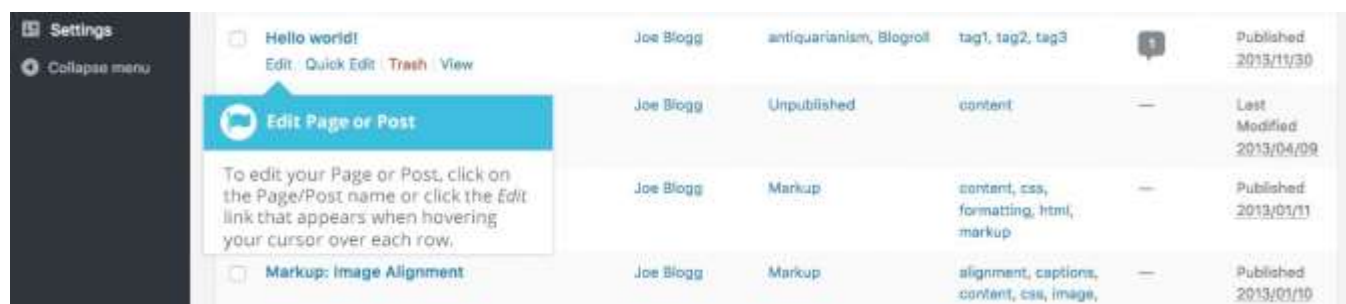 Settings
Collapse menu
Hello world!
Edit Quick Edit Trash View
Joe Blogg
antiquarianism, Blogroll
tag1, tag2, tag3
1
Published
2013/11/30
Edit Page or Post
To edit your Page or Post, click on
the Page/Post name or click the Edit
link that appears when hovering
your cursor over each row.
Joe Blogg
Unpublished
content
—
Last
Modified
2013/04/09
Joe Blogg
Markup
content, css,
formatting, html,
markup
—
Published
2013/01/11
Markup: Image Alignment
Joe Blogg
Markup
alignment, captions,
content, css, image,
—
Published
2013/01/10